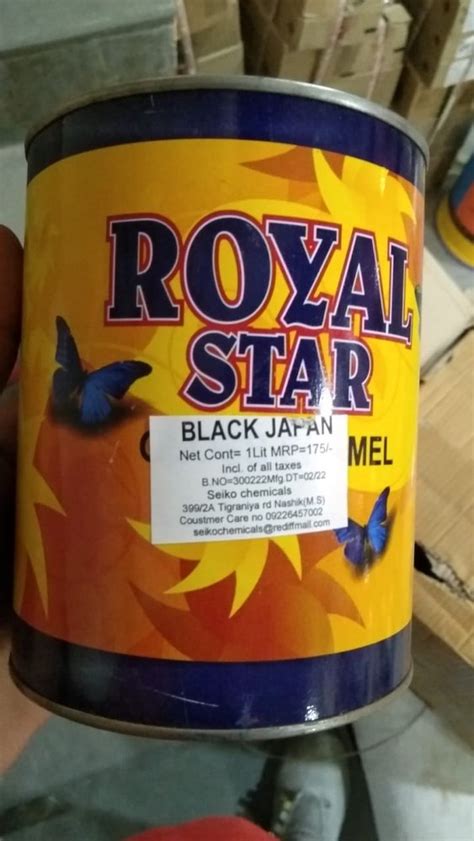 ROYAL
STAR
MEL
BLACK JAPAN
Net Cont= 1Lit MRP=175/-
Incl. of all taxes
B.NO=300222Mfg.DT=02/22
Seiko chemicals
399/2A Tigraniya rd Nashik(M.S)
Coustmer Care no 09226457002
seikochemicals@rediffmail.com